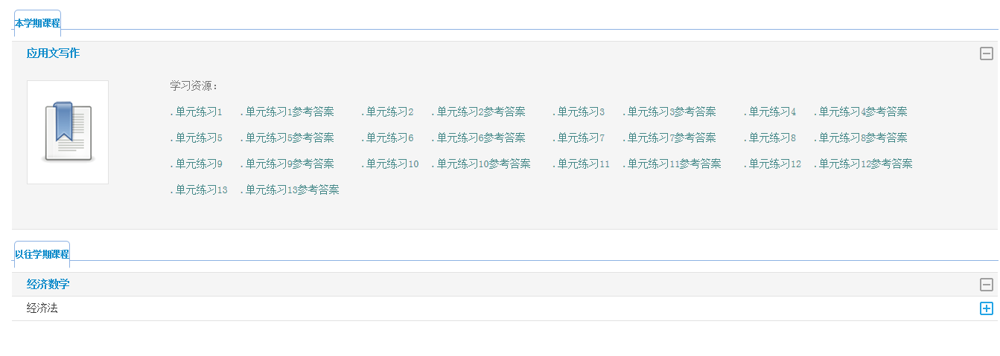 本学期课程
应用文写作
学习资源：
.单元练习1 .单元练习1参考答案 .单元练习2 .单元练习2参考答案 .单元练习3 .单元练习3参考答案 .单元练习4 .单元练习4参考答案
.单元练习5 .单元练习5参考答案 .单元练习6 .单元练习6参考答案 .单元练习7 .单元练习7参考答案 .单元练习8 .单元练习8参考答案
.单元练习9 .单元练习9参考答案 .单元练习10 .单元练习10参考答案 .单元练习11 .单元练习11参考答案 .单元练习12 .单元练习12参考答案
.单元练习13 .单元练习13参考答案
以往学期课程
经济数学
经济法